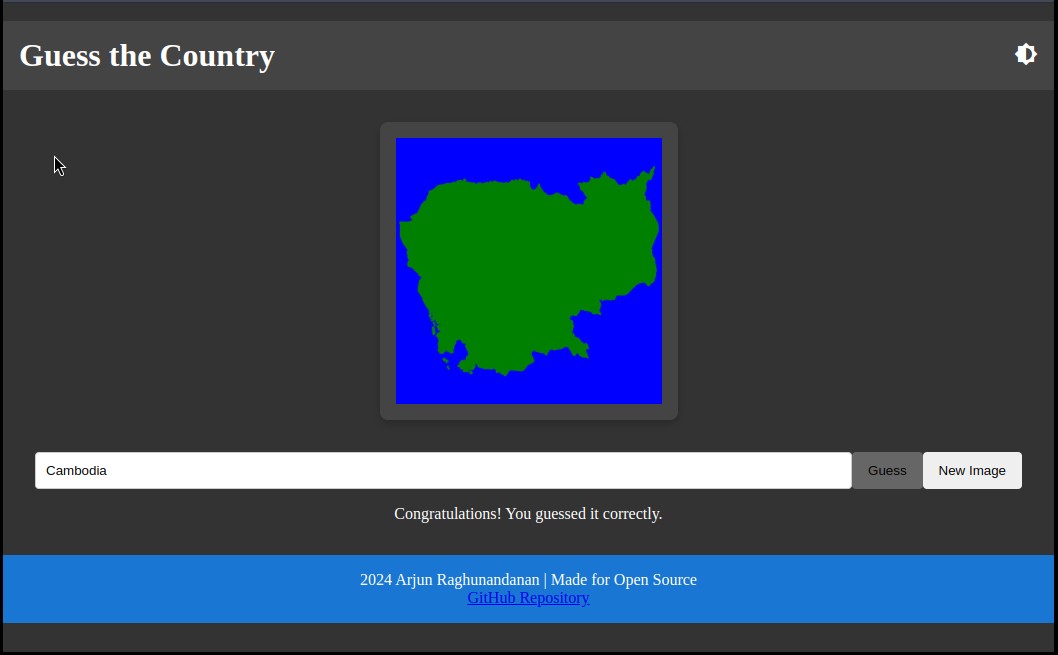 Guess the Country
Cambodia
Guess
New Image
Congratulations! You guessed it correctly.
2024 Arjun Raghunandanan | Made for Open Source
GitHub Repository